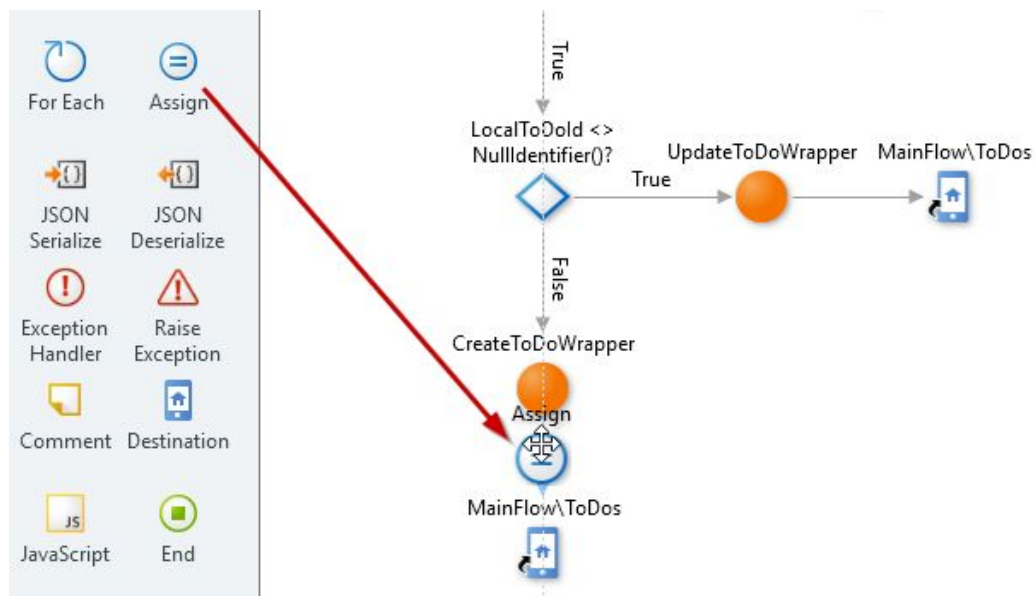 For Each
Assign
JSON
Serialize
JSON
Deserialize
Exception
Handler
Raise
Exception
Comment
Destination
JS
JavaScript
End
True
LocalToDoId <>
NullIdentifier()?
True
UpdateToDoWrapper
MainFlow\ToDos
False
CreateToDoWrapper
Assign
MainFlow\ToDos